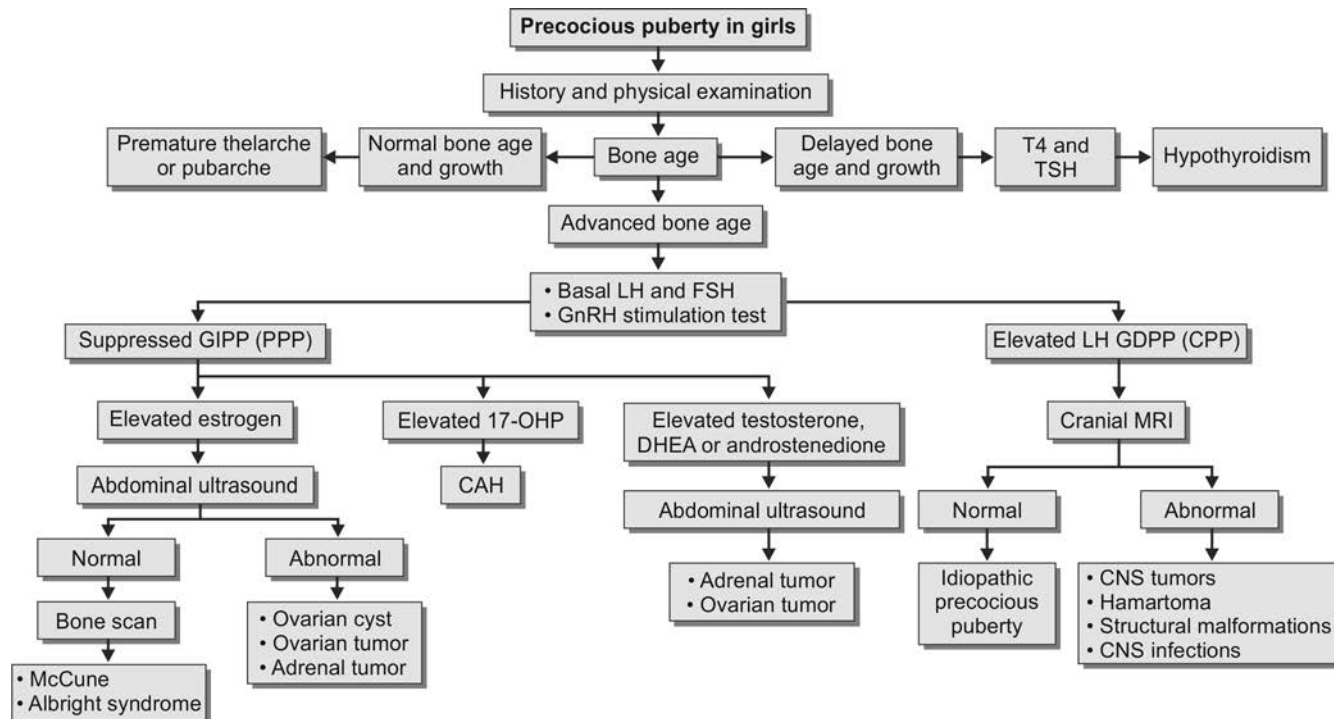 Precocious puberty in girls
History and physical examination
Premature thelarche
or pubarche
Normal bone age
and growth
Bone age
Delayed bone
age and growth
T4 and
TSH
Hypothyroidism
Advanced bone age
• Basal LH and FSH
• GnRH stimulation test
Suppressed GIPP (PPP)
Elevated LH GDPP (CPP)
Elevated estrogen
Elevated 17-OHP
Elevated testosterone,
DHEA or androstenedione
Cranial MRI
Abdominal ultrasound
CAH
Abdominal ultrasound
Normal
Abnormal
Normal
Abnormal
• Adrenal tumor
• Ovarian tumor
Idiopathic
precocious
puberty
• CNS tumors
• Hamartoma
• Structural malformations
• CNS infections
Bone scan
• Ovarian cyst
• Ovarian tumor
• Adrenal tumor
• McCune
• Albright syndrome